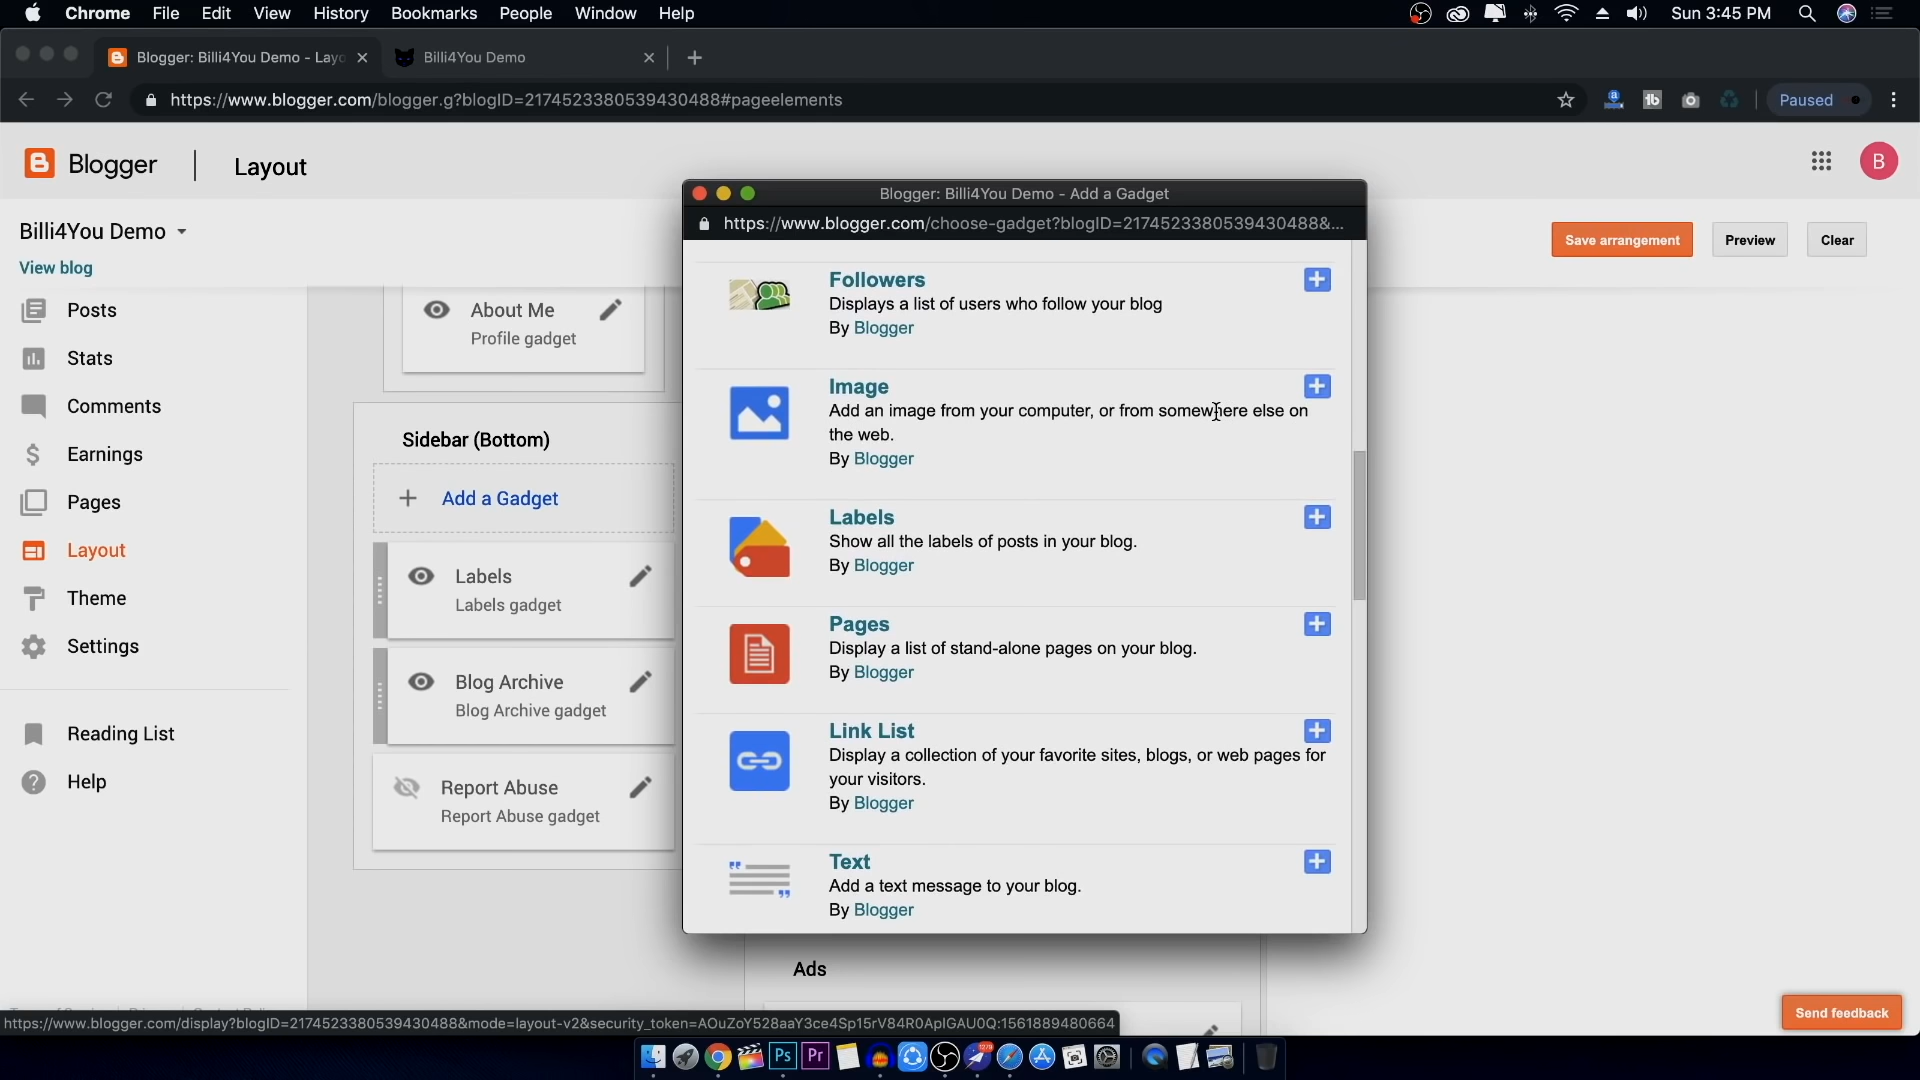 Chrome File Edit View History Bookmarks People Window Help
Sun 3:45 PM
Blogger: Billi4You Demo - Layo
Billi4You Demo
https://www.blogger.com/blogger.g?blogID=2174523380539430488#pageelements
Paused
Blogger
Layout
B
Billi4You Demo
View blog
Save arrangement
Preview
Clear
Posts
Stats
Comments
Earnings
Pages
Layout
Theme
Settings
Reading List
Help
About Me
Profile gadget
Sidebar (Bottom)
Add a Gadget
Labels
Labels gadget
Blog Archive
Blog Archive gadget
Report Abuse
Report Abuse gadget
Blogger: Billi4You Demo - Add a Gadget
https://www.blogger.com/choose-gadget?blogID=2174523380539430488&...
Followers
Displays a list of users who follow your blog
By Blogger
Image
Add an image from your computer, or from somewhere else on
the web.
By Blogger
Labels
Show all the labels of posts in your blog.
By Blogger
Pages
Display a list of stand-alone pages on your blog.
By Blogger
Link List
Display a collection of your favorite sites, blogs, or web pages for
your visitors.
By Blogger
Text
Add a text message to your blog.
By Blogger
Ads
Send feedback
https://www.blogger.com/display?blogID=2174523380539430488&mode=layout-v2&security_token=AOuZoY528aaY3ce4Sp15rV84R0ApIGAU0Q:1561889480664
Ps
Pr